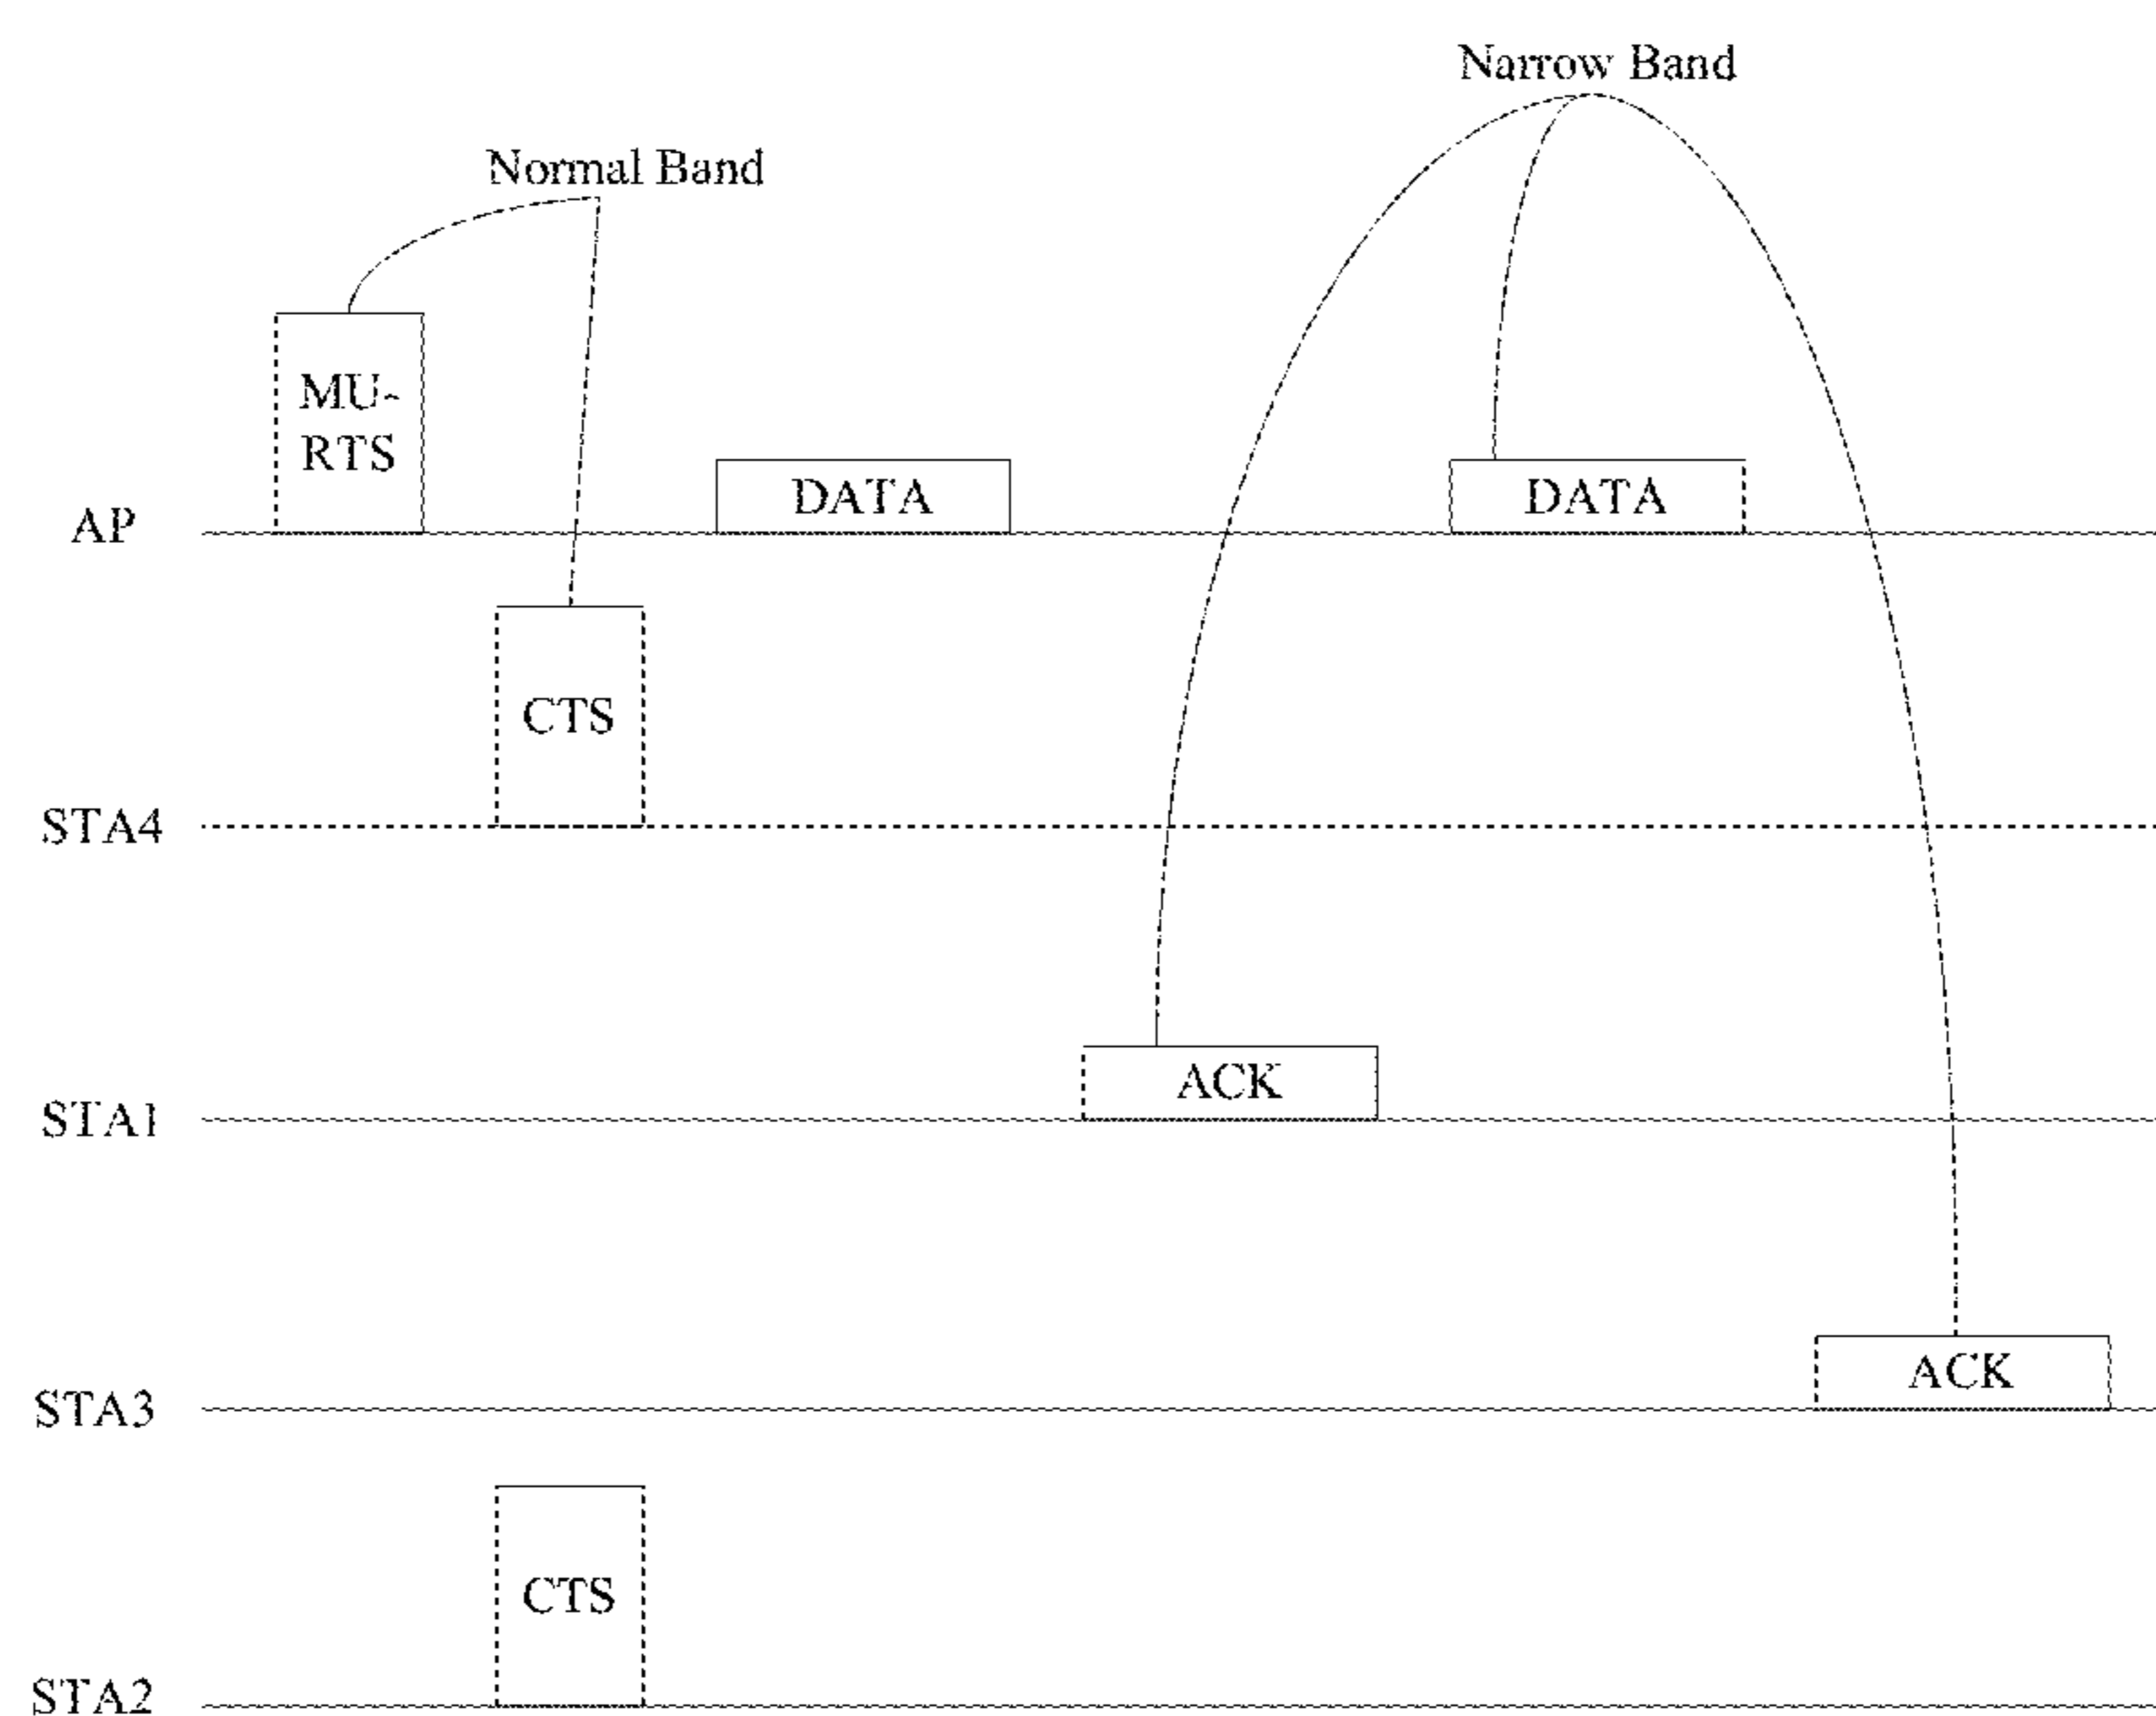 Narrow Band
Normal Band
MU-
RTS
DATA
DATA
AP
CTS
STA4
ACK
STA1
ACK
STA3
CTS
STA2